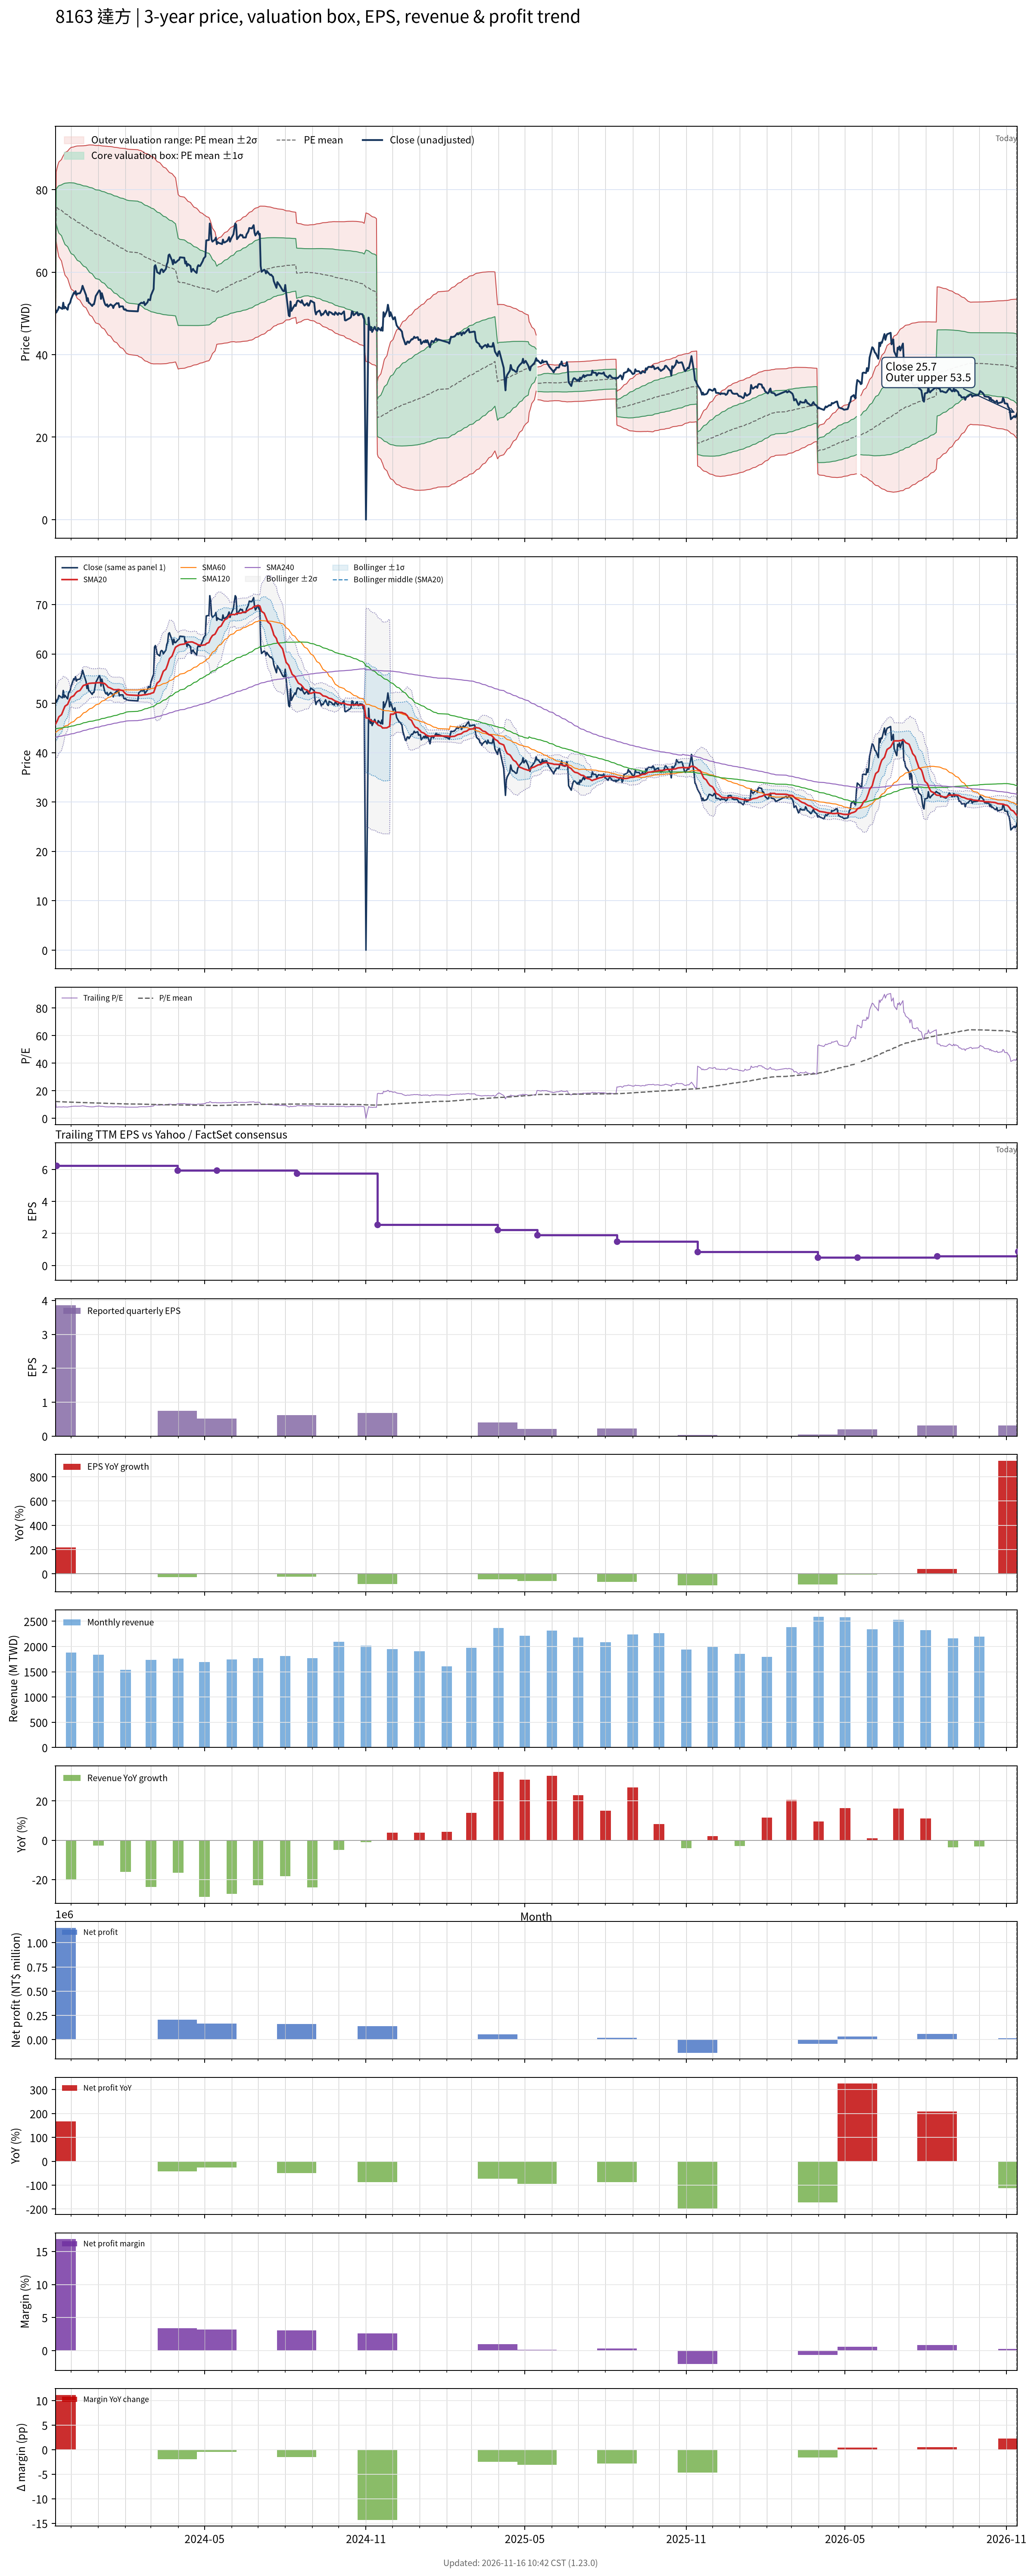 8163 達方 | 3-year price, valuation box, EPS, revenue & profit trend
Outer valuation range: PE mean ±2σ
PE mean
Close (unadjusted)
Core valuation box: PE mean ±1σ
Today
Price (TWD)
80
60
40
20
0
Close 25.7
Outer upper 53.5
Close (same as panel 1)
SMA20
SMA60
SMA120
SMA240
Bollinger ±2σ
Bollinger ±1σ
Bollinger middle (SMA20)
Price
70
60
50
40
30
20
10
0
Trailing P/E
P/E mean
P/E
80
60
40
20
0
Trailing TTM EPS vs Yahoo / FactSet consensus
Today
EPS
6
4
2
0
Reported quarterly EPS
EPS
4
3
2
1
0
EPS YoY growth
YoY (%)
800
600
400
200
0
Monthly revenue
Revenue (M TWD)
2500
2000
1500
1000
500
0
Revenue YoY growth
YoY (%)
20
0
-20
Month
1e6
Net profit
Net profit (NT$ million)
1.00
0.75
0.50
0.25
0.00
Net profit YoY
YoY (%)
300
200
100
0
-100
-200
Net profit margin
Margin (%)
15
10
5
0
Margin YoY change
Δ margin (pp)
10
5
0
-5
-10
-15
2024-05
2024-11
2025-05
2025-11
2026-05
2026-11
Updated: 2026-11-16 10:42 CST (1.23.0)